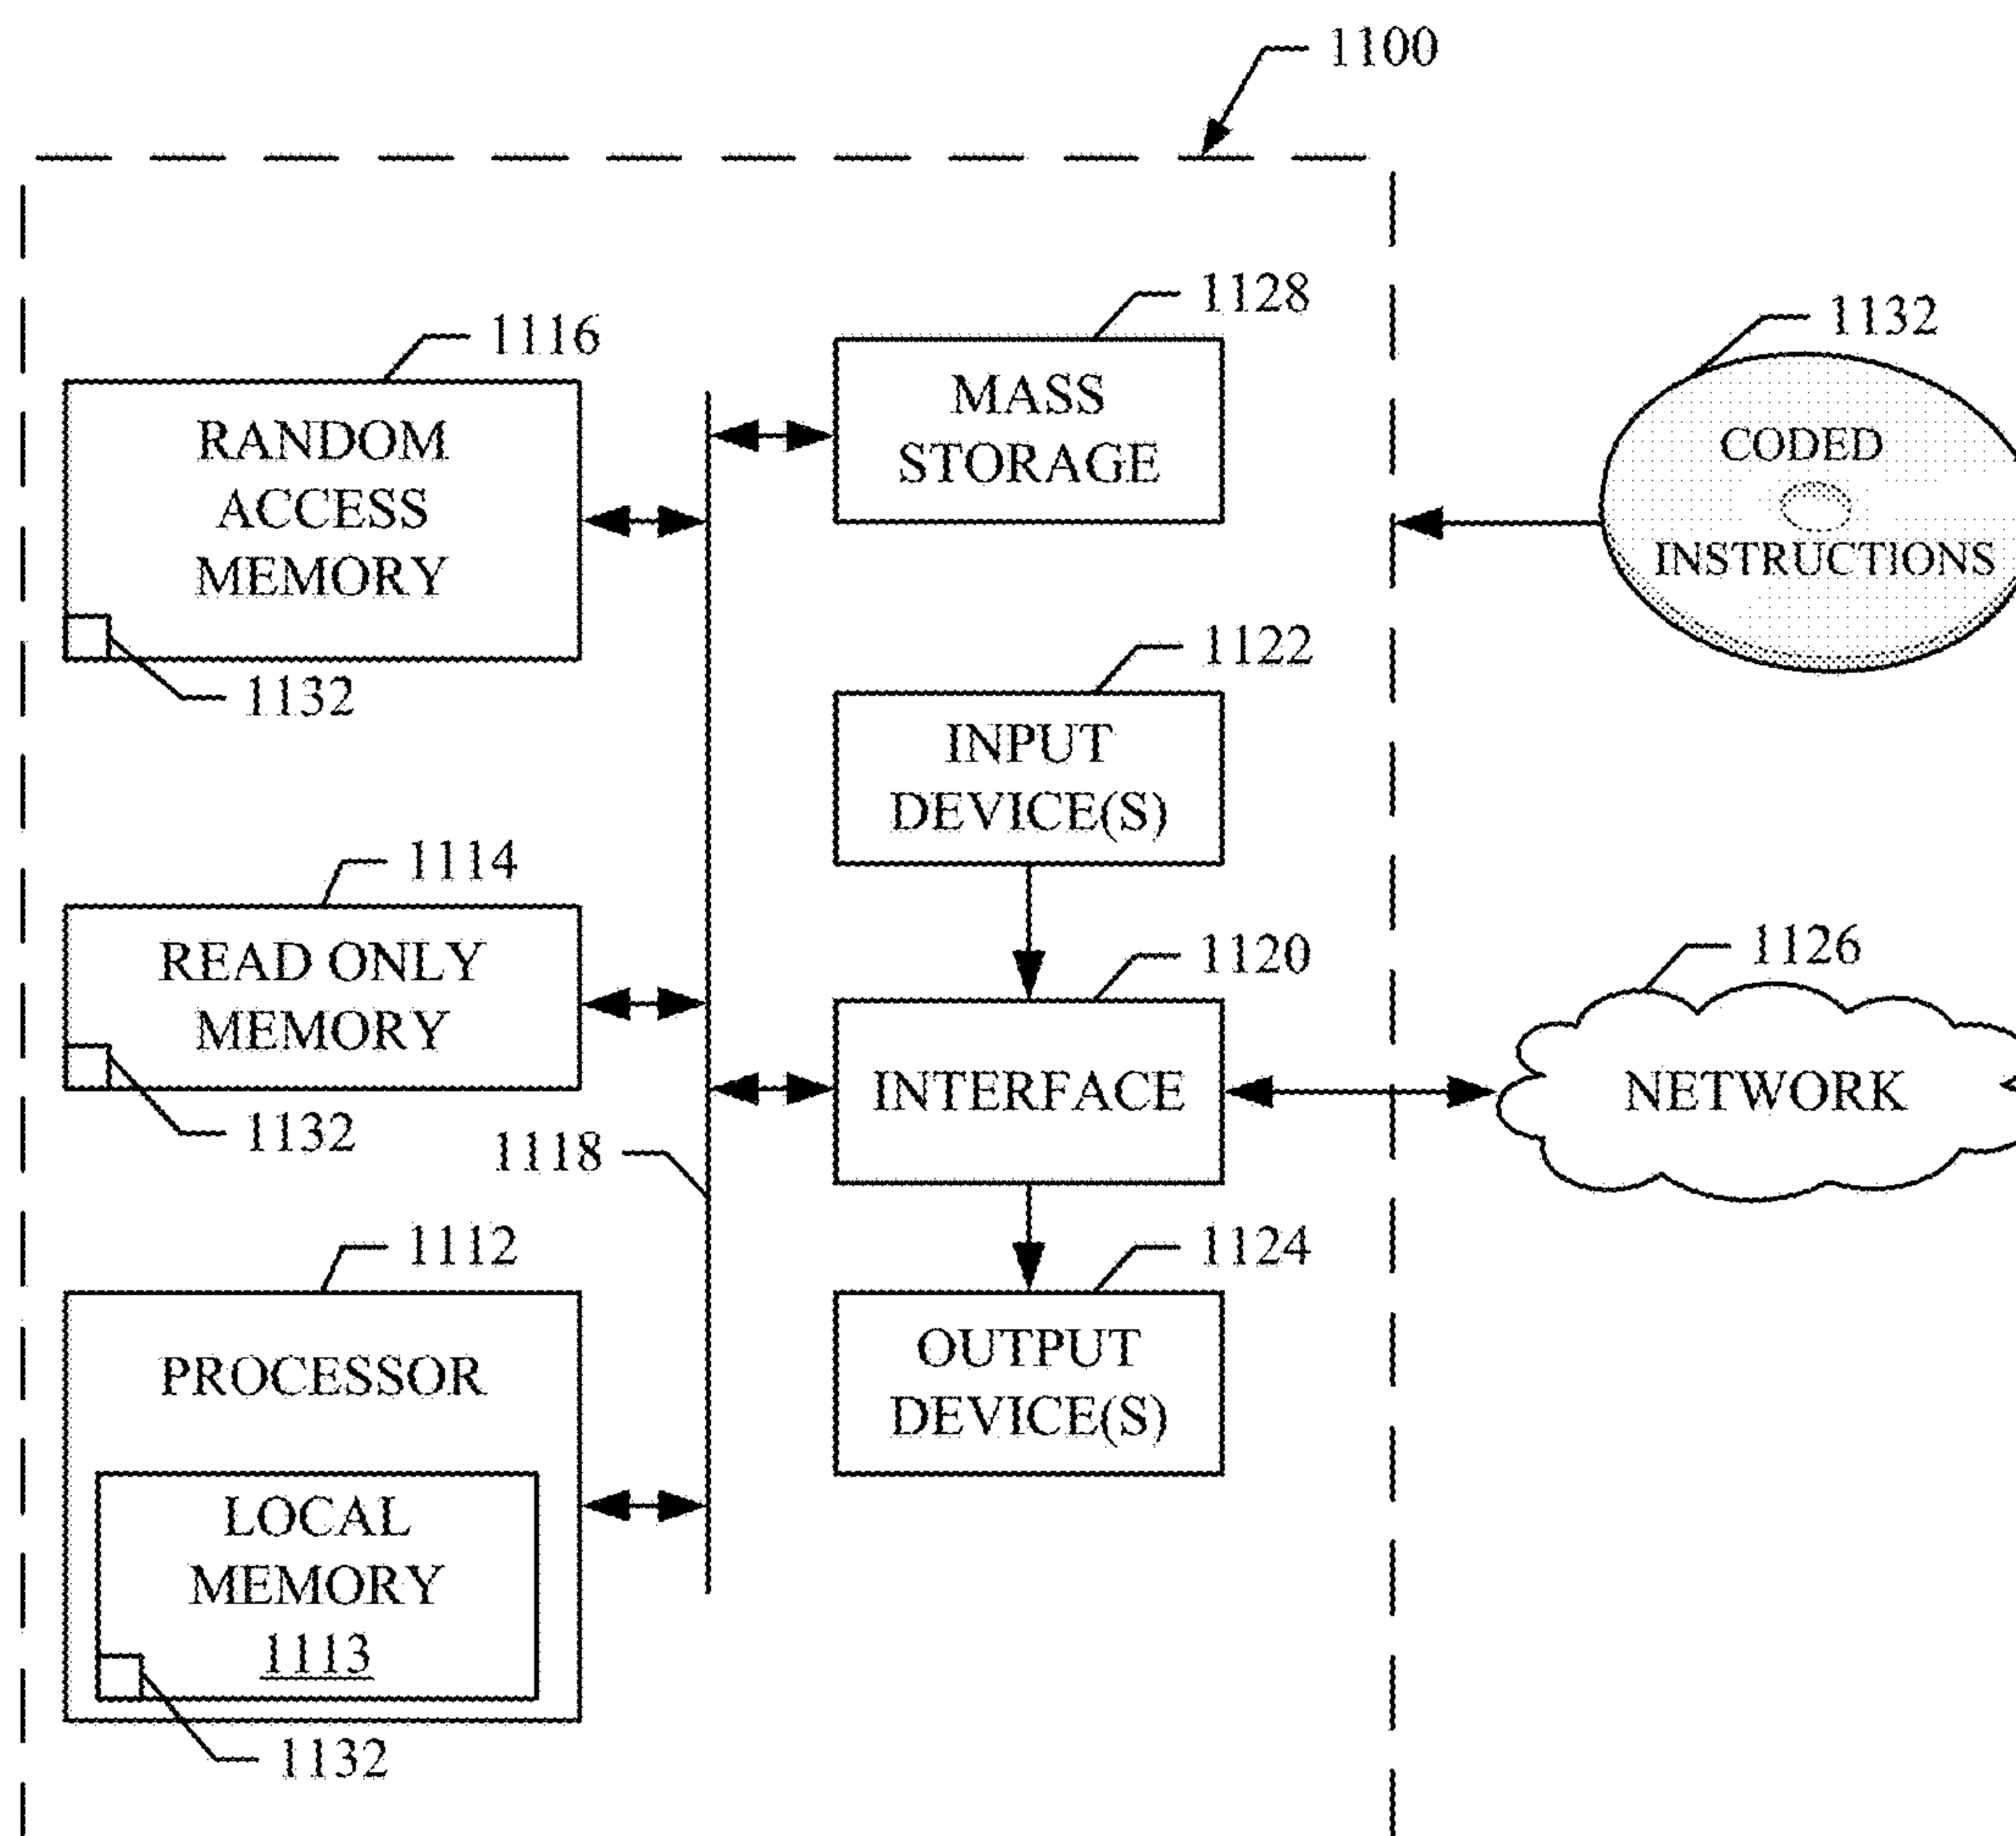 1100
1128
1132
1116
MASS
STORAGE
RANDOM
ACCESS
MEMORY
CODED
INSTRUCTIONS
1132
1122
INPUT
DEVICE(S)
1114
READ ONLY
MEMORY
1120
1126
INTERFACE
NETWORK
1132
1118
1112
1124
PROCESSOR
OUTPUT
DEVICE(S)
LOCAL
MEMORY
1113
1132